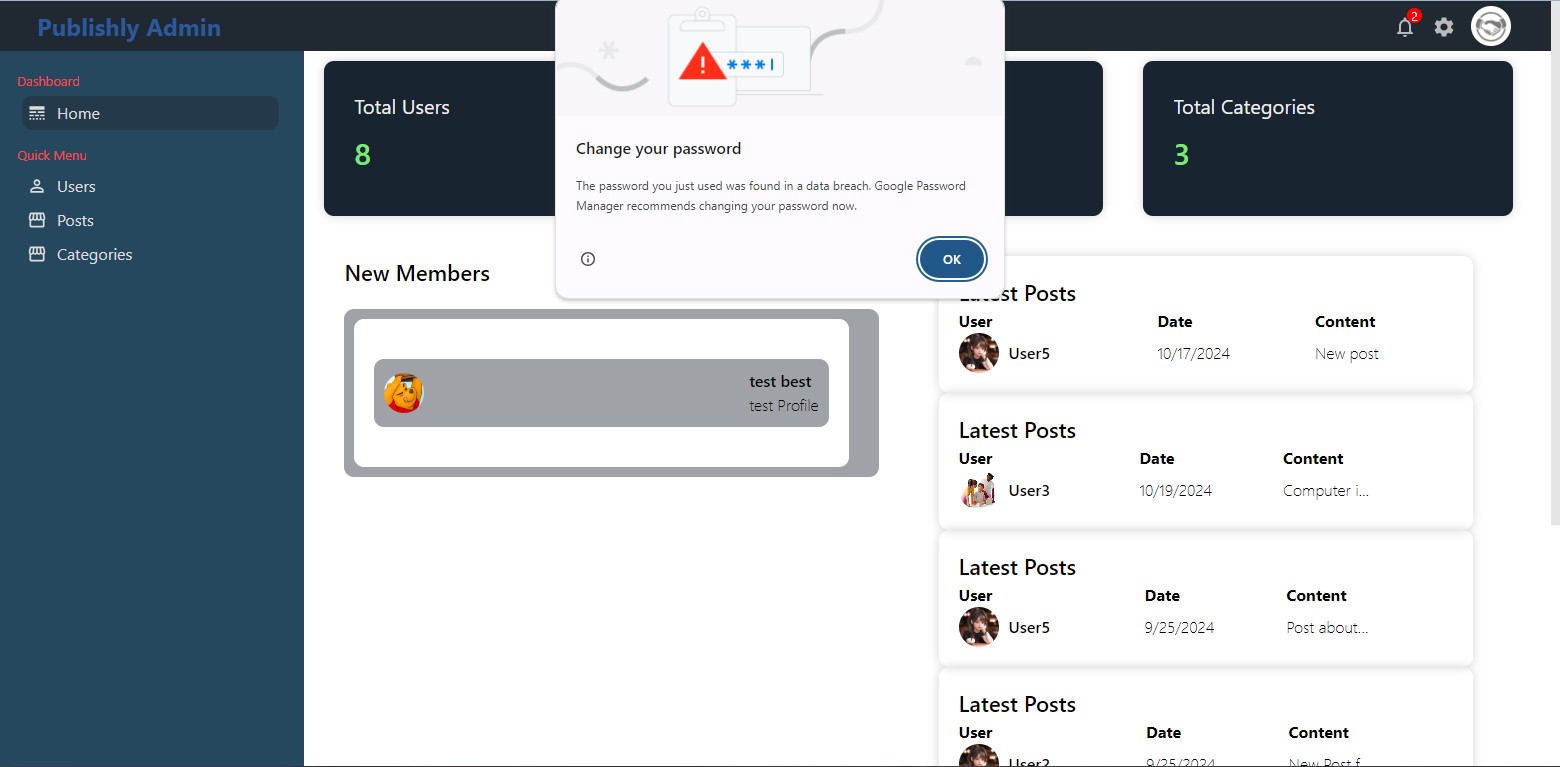 Publishly Admin
2
Dashboard
Home
Quick Menu
Users
Posts
Categories
Total Users
8
Total Categories
3
***
Change your password
The password you just used was found in a data breach. Google Password
Manager recommends changing your password now.
OK
New Members
test best
test Profile
Latest Posts
User Date Content
User5 10/17/2024 New post
Latest Posts
User Date Content
User3 10/19/2024 Computer i...
Latest Posts
User Date Content
User5 9/25/2024 Post about...
Latest Posts
User Date Content
User2 9/25/2024 New Post f...